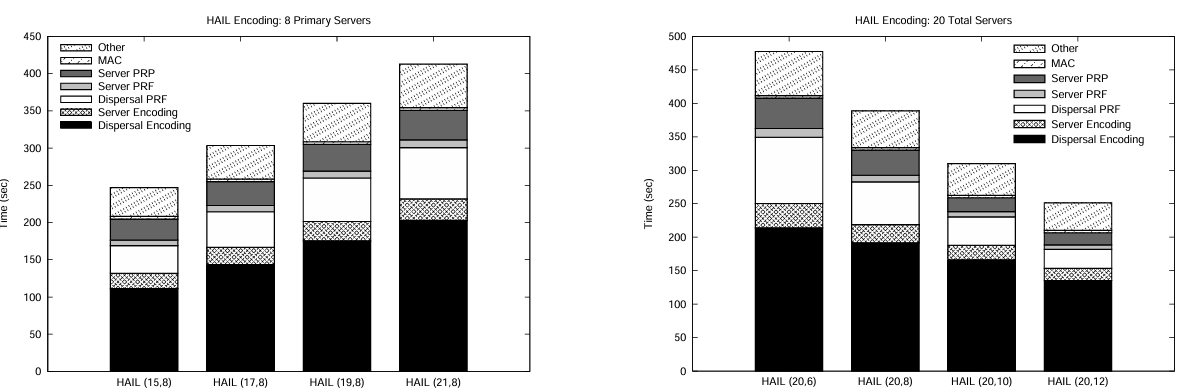 HAIL Encoding: 8 Primary Servers
450
400
350
300
250
200
150
100
50
0
Time (sec)
Other
MAC
Server PRP
Server PRF
Dispersal PRF
Server Encoding
Dispersal Encoding
HAIL (15,8) HAIL (17,8) HAIL (19,8) HAIL (21,8)
HAIL Encoding: 20 Total Servers
500
450
400
350
300
250
200
150
100
50
0
Time (sec)
Other
MAC
Server PRP
Server PRF
Dispersal PRF
Server Encoding
Dispersal Encoding
HAIL (20,6) HAIL (20,8) HAIL (20,10) HAIL (20,12)